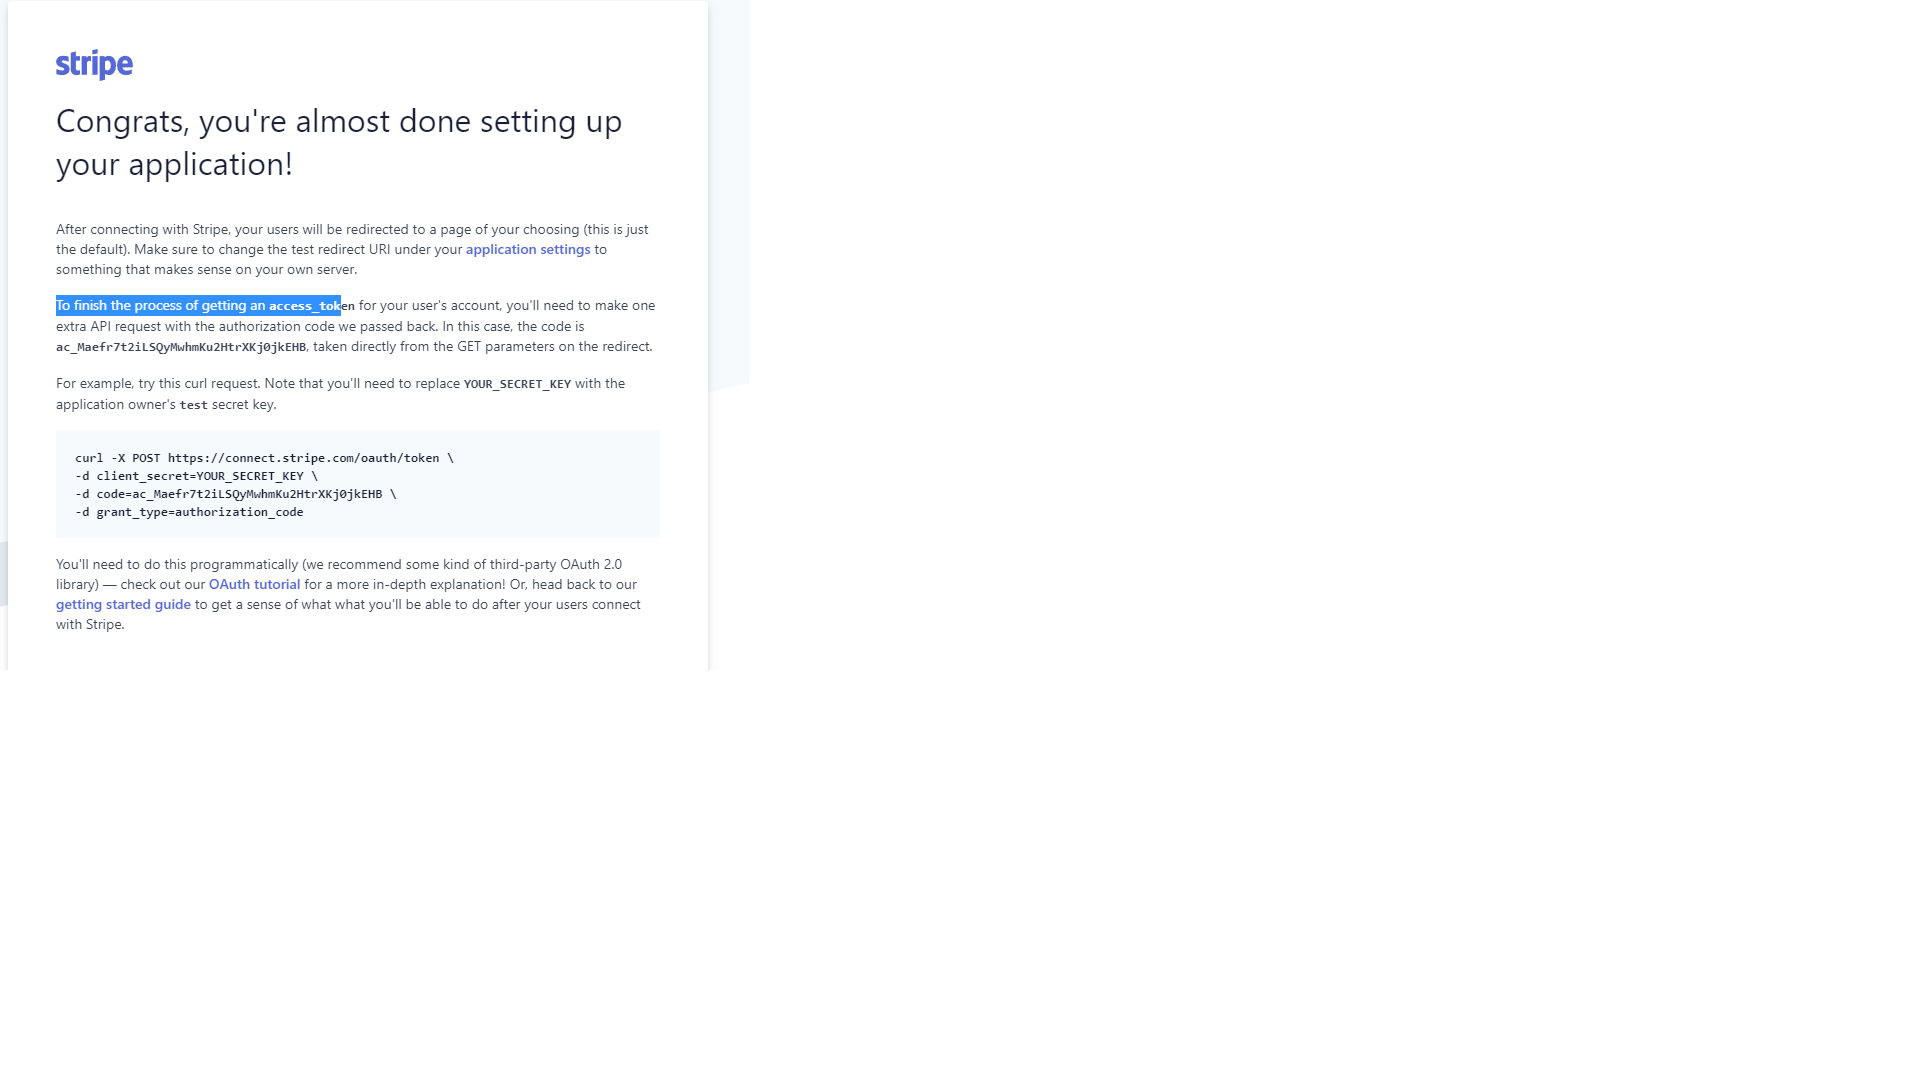 stripe
Congrats, you're almost done setting up
your application!
After connecting with Stripe, your users will be redirected to a page of your choosing (this is just
the default). Make sure to change the test redirect URI under your application settings to
something that makes sense on your own server.
To finish the process of getting an access_token for your user's account, you'll need to make one
extra API request with the authorization code we passed back. In this case, the code is
ac_Maefr7t2iLSQyMwhmKu2HtrXKj0jkEHB, taken directly from the GET parameters on the redirect.
For example, try this curl request. Note that you'll need to replace YOUR_SECRET_KEY with the
application owner's test secret key.
curl -X POST https://connect.stripe.com/oauth/token \
-d client_secret=YOUR_SECRET_KEY \
-d code=ac_Maefr7t2iLSQyMwhmKu2HtrXKj0jkEHB \
-d grant_type=authorization_code
You'll need to do this programmatically (we recommend some kind of third-party OAuth 2.0
library) — check out our OAuth tutorial for a more in-depth explanation! Or, head back to our
getting started guide to get a sense of what what you'll be able to do after your users connect
with Stripe.